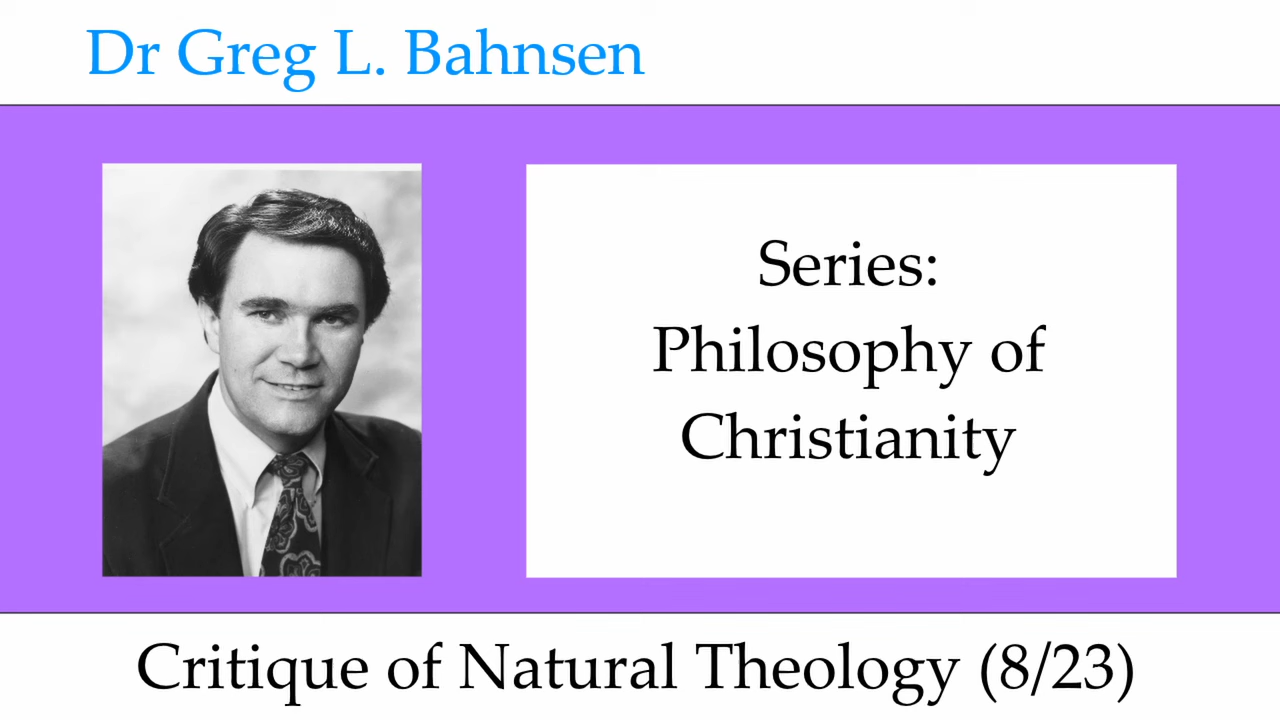 Dr Greg L. Bahnsen
Series:
Philosophy of
Christianity
Critique of Natural Theology (8/23)